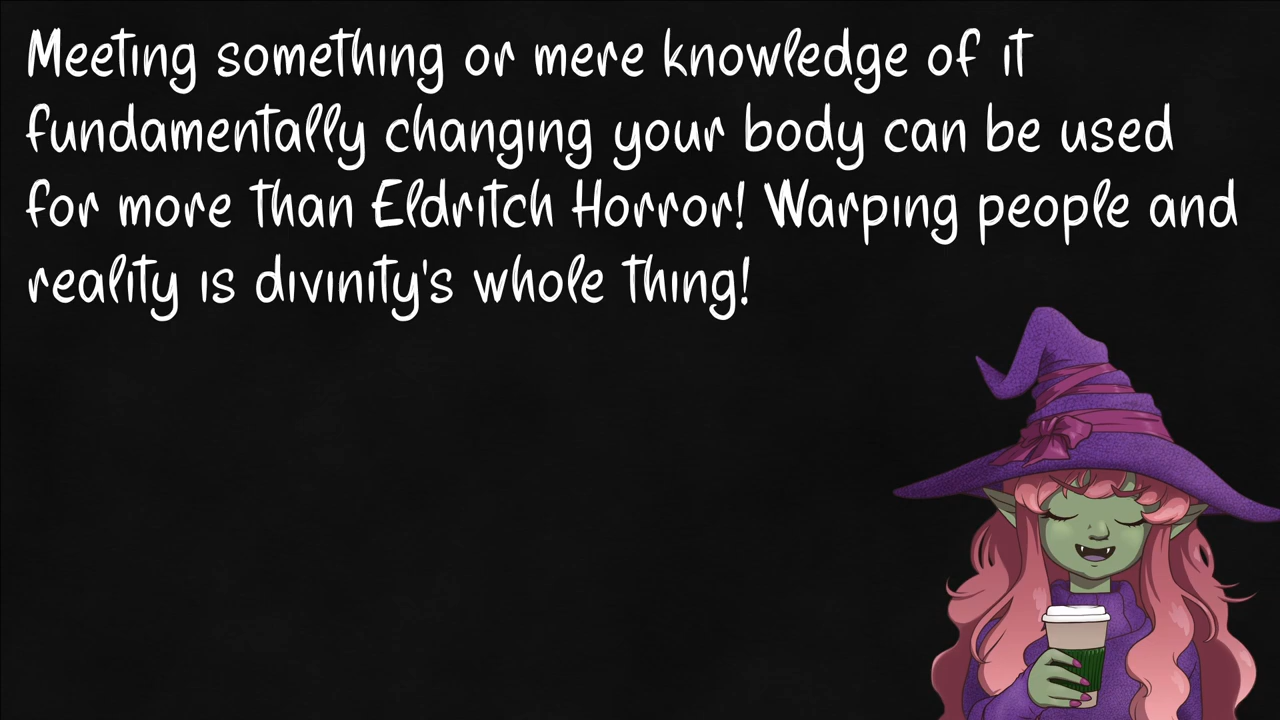 Meeting something or mere knowledge of it
fundamentally changing your body can be used
for more than Eldritch Horror! Warping people and
reality is divinity's whole thing!